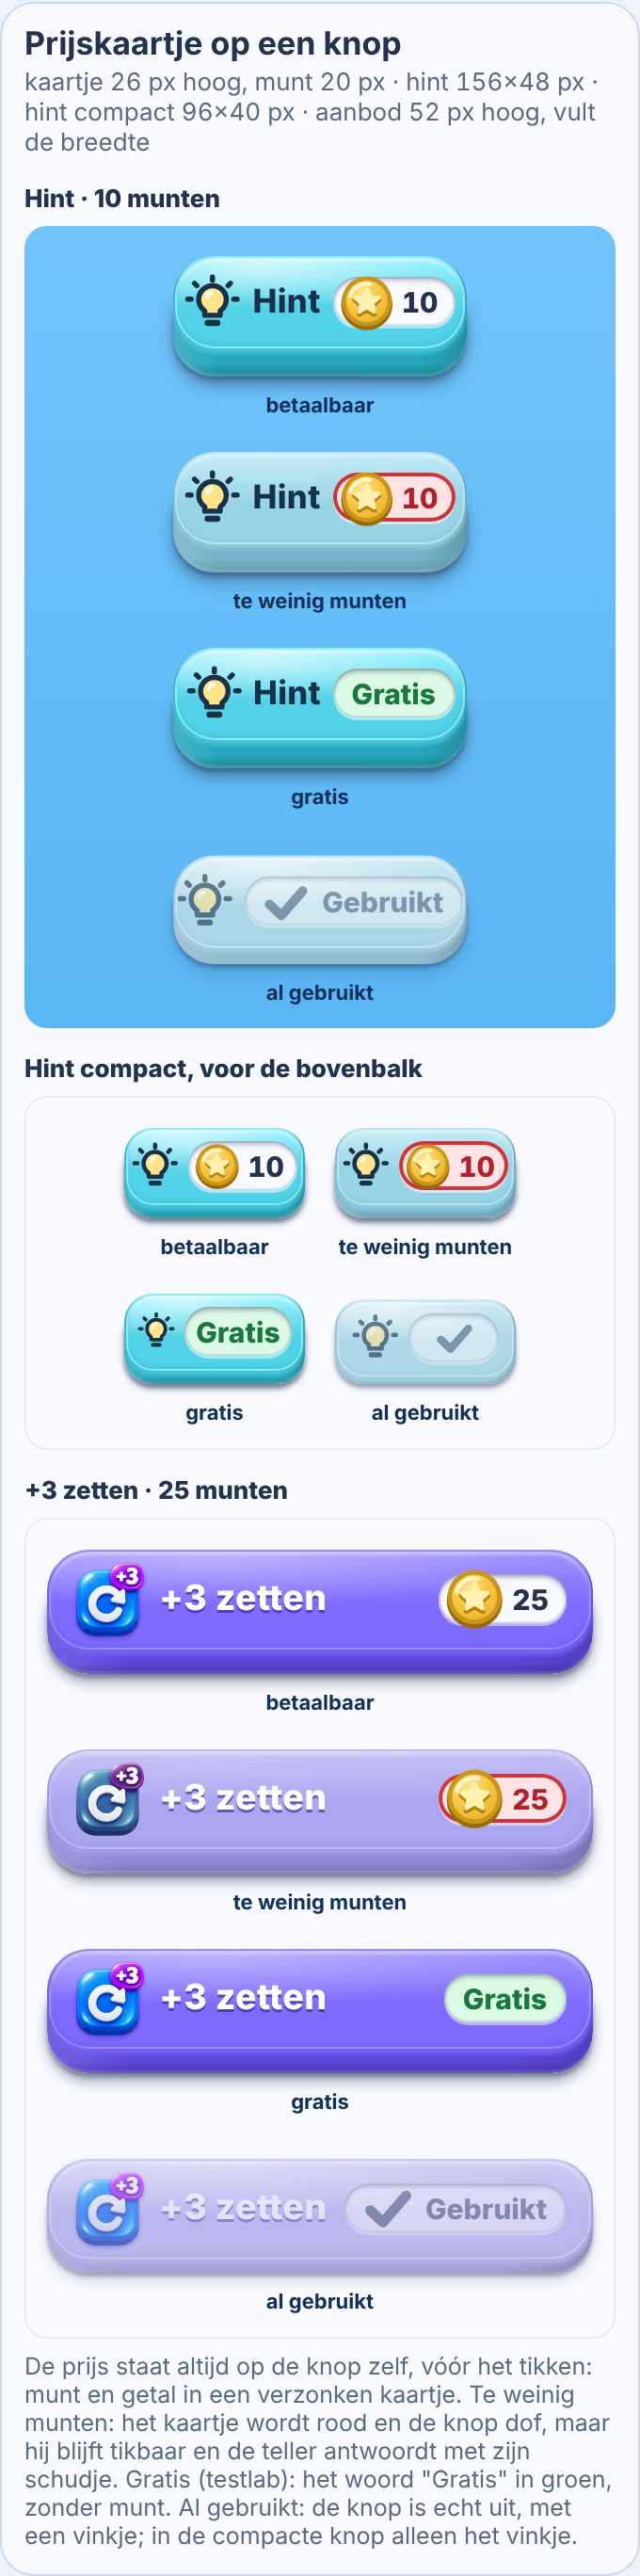 Prijskaartje op een knop
kaartje 26 px hoog, munt 20 px · hint 156×48 px ·
hint compact 96×40 px · aanbod 52 px hoog, vult
de breedte
Hint · 10 munten
Hint 10
betaalbaar
Hint 10
te weinig munten
Hint Gratis
gratis
Gebruikt
al gebruikt
Hint compact, voor de bovenbalk
10 10
betaalbaar te weinig munten
Gratis
gratis al gebruikt
+3 zetten · 25 munten
+3 +3 zetten 25
betaalbaar
+3 +3 zetten 25
te weinig munten
+3 +3 zetten Gratis
gratis
+3 +3 zetten Gebruikt
al gebruikt
De prijs staat altijd op de knop zelf, vóór het tikken:
munt en getal in een verzonken kaartje. Te weinig
munten: het kaartje wordt rood en de knop dof, maar
hij blijft tikbaar en de teller antwoordt met zijn
schudje. Gratis (testlab): het woord "Gratis" in groen,
zonder munt. Al gebruikt: de knop is echt uit, met
een vinkje; in de compacte knop alleen het vinkje.